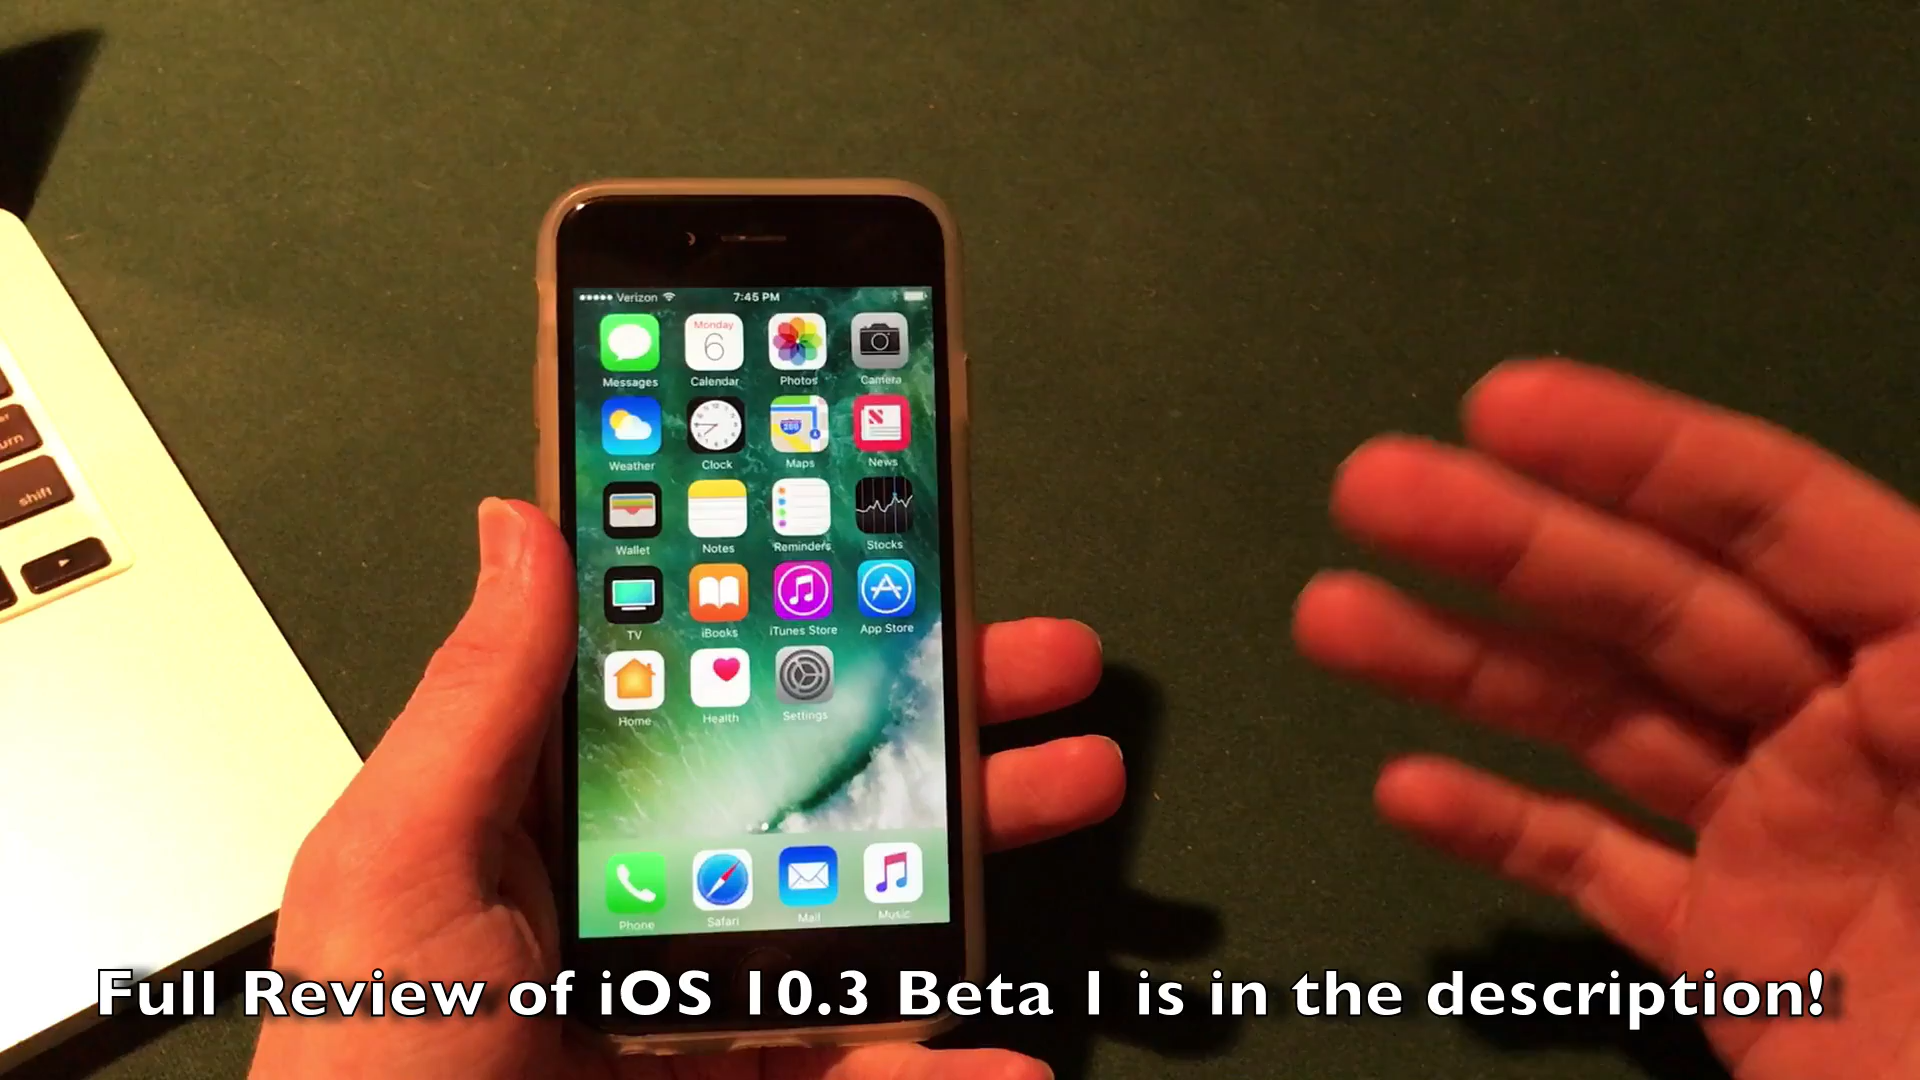 Verizon 7:45 PM
Monday
6
Messages Calendar Photos Camera
280
Weather Clock Maps News
Wallet Notes Reminders Stocks
TV iBooks iTunes Store App Store
Home Health Settings
Phone Safari Mail Music
urn
shift
Full Review of iOS 10.3 Beta 1 is in the description!